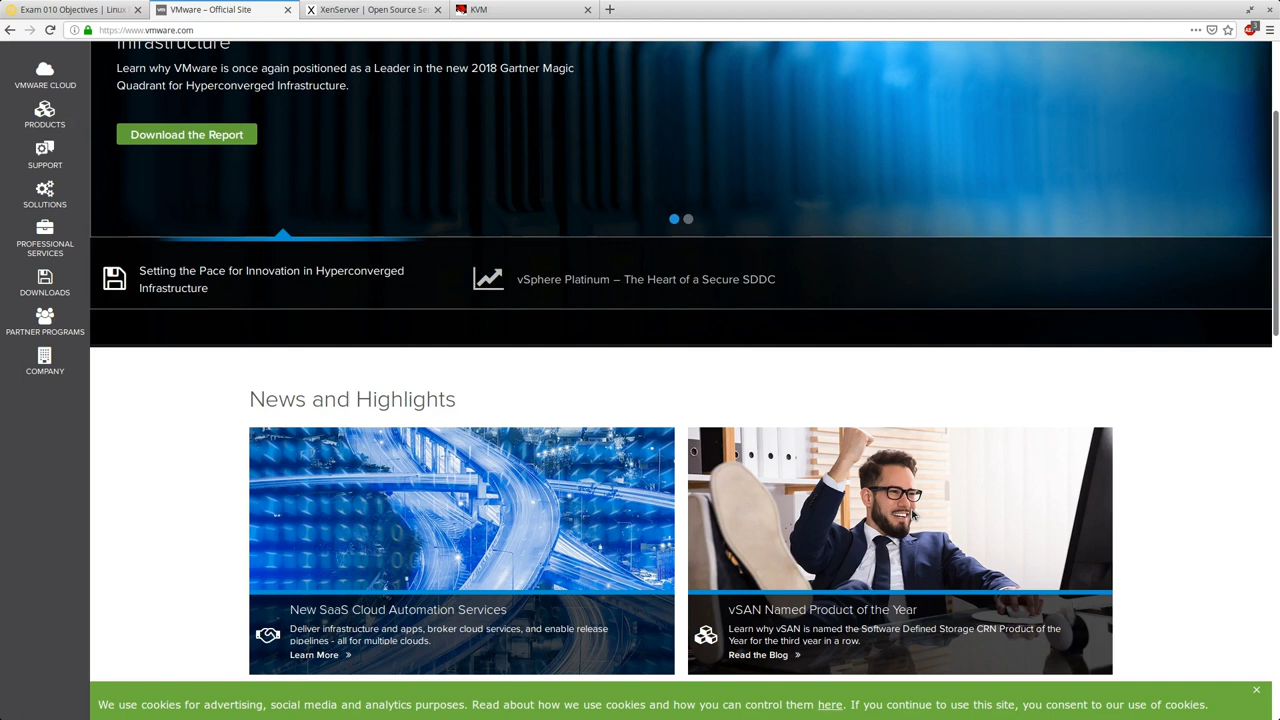 Exam 010 Objectives | Linux
VMware – Official Site
XenServer | Open Source Se
KVM
https://www.vmware.com
Infrastructure
Learn why VMware is once again positioned as a Leader in the new 2018 Gartner Magic
Quadrant for Hyperconverged Infrastructure.
Download the Report
VMWARE CLOUD
PRODUCTS
SUPPORT
SOLUTIONS
PROFESSIONAL
SERVICES
DOWNLOADS
PARTNER PROGRAMS
COMPANY
Setting the Pace for Innovation in Hyperconverged
Infrastructure
vSphere Platinum – The Heart of a Secure SDDC
News and Highlights
New SaaS Cloud Automation Services
Deliver infrastructure and apps, broker cloud services, and enable release
pipelines - all for multiple clouds.
Learn More »
vSAN Named Product of the Year
Learn why vSAN is named the Software Defined Storage CRN Product of the
Year for the third year in a row.
Read the Blog »
We use cookies for advertising, social media and analytics purposes. Read about how we use cookies and how you can control them here. If you continue to use this site, you consent to our use of cookies.